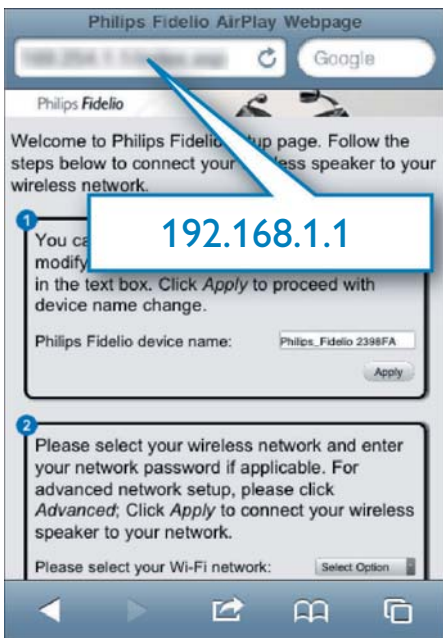 Philips Fidelio AirPlay Webpage
Google
Philips Fidelio
Welcome to Philips Fidelio setup page. Follow the
steps below to connect your wireless speaker to your
wireless network.
192.168.1.1
1
You
modify
in the text box. Click Apply to proceed with
device name change.
Philips Fidelio device name:
Philips_Fidelio 2398FA
Apply
2
Please select your wireless network and enter
your network password if applicable. For
advanced network setup, please click
Advanced; Click Apply to connect your wireless
speaker to your network.
Please select your Wi-Fi network:
Select Option